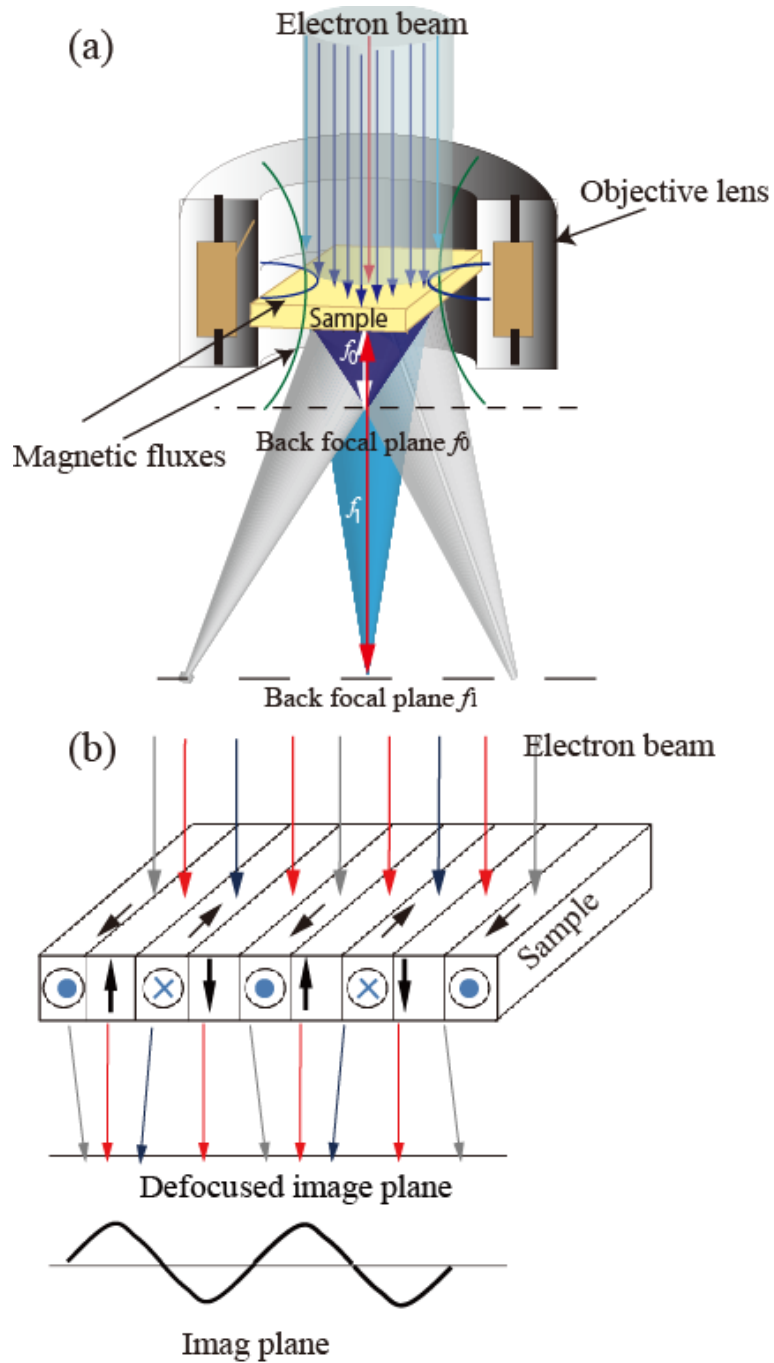 (a)
Electron beam
Objective lens
Sample
f0
Back focal plane f0
Magnetic fluxes
f1
Back focal plane f1
(b)
Electron beam
Sample
Defocused image plane
Imag plane